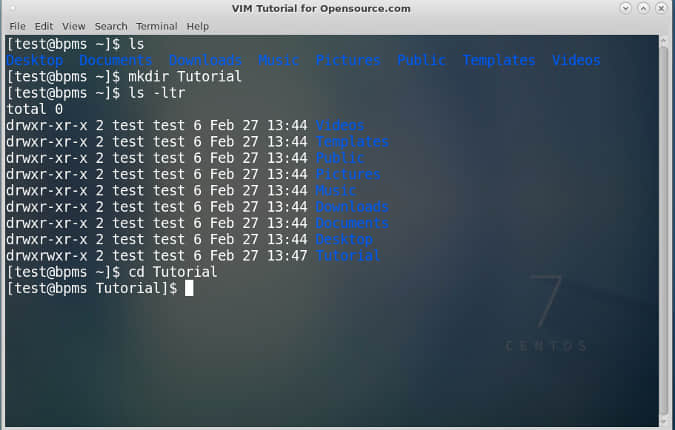 VIM Tutorial for Opensource.com
File Edit View Search Terminal Help
[test@bpms ~]$ ls
Desktop Documents Downloads Music Pictures Public Templates Videos
[test@bpms ~]$ mkdir Tutorial
[test@bpms ~]$ ls -ltr
total 0
drwxr-xr-x 2 test test 6 Feb 27 13:44 Videos
drwxr-xr-x 2 test test 6 Feb 27 13:44 Templates
drwxr-xr-x 2 test test 6 Feb 27 13:44 Public
drwxr-xr-x 2 test test 6 Feb 27 13:44 Pictures
drwxr-xr-x 2 test test 6 Feb 27 13:44 Music
drwxr-xr-x 2 test test 6 Feb 27 13:44 Downloads
drwxr-xr-x 2 test test 6 Feb 27 13:44 Documents
drwxr-xr-x 2 test test 6 Feb 27 13:44 Desktop
drwxrwxr-x 2 test test 6 Feb 27 13:47 Tutorial
[test@bpms ~]$ cd Tutorial
[test@bpms Tutorial]$
7
CENTOS